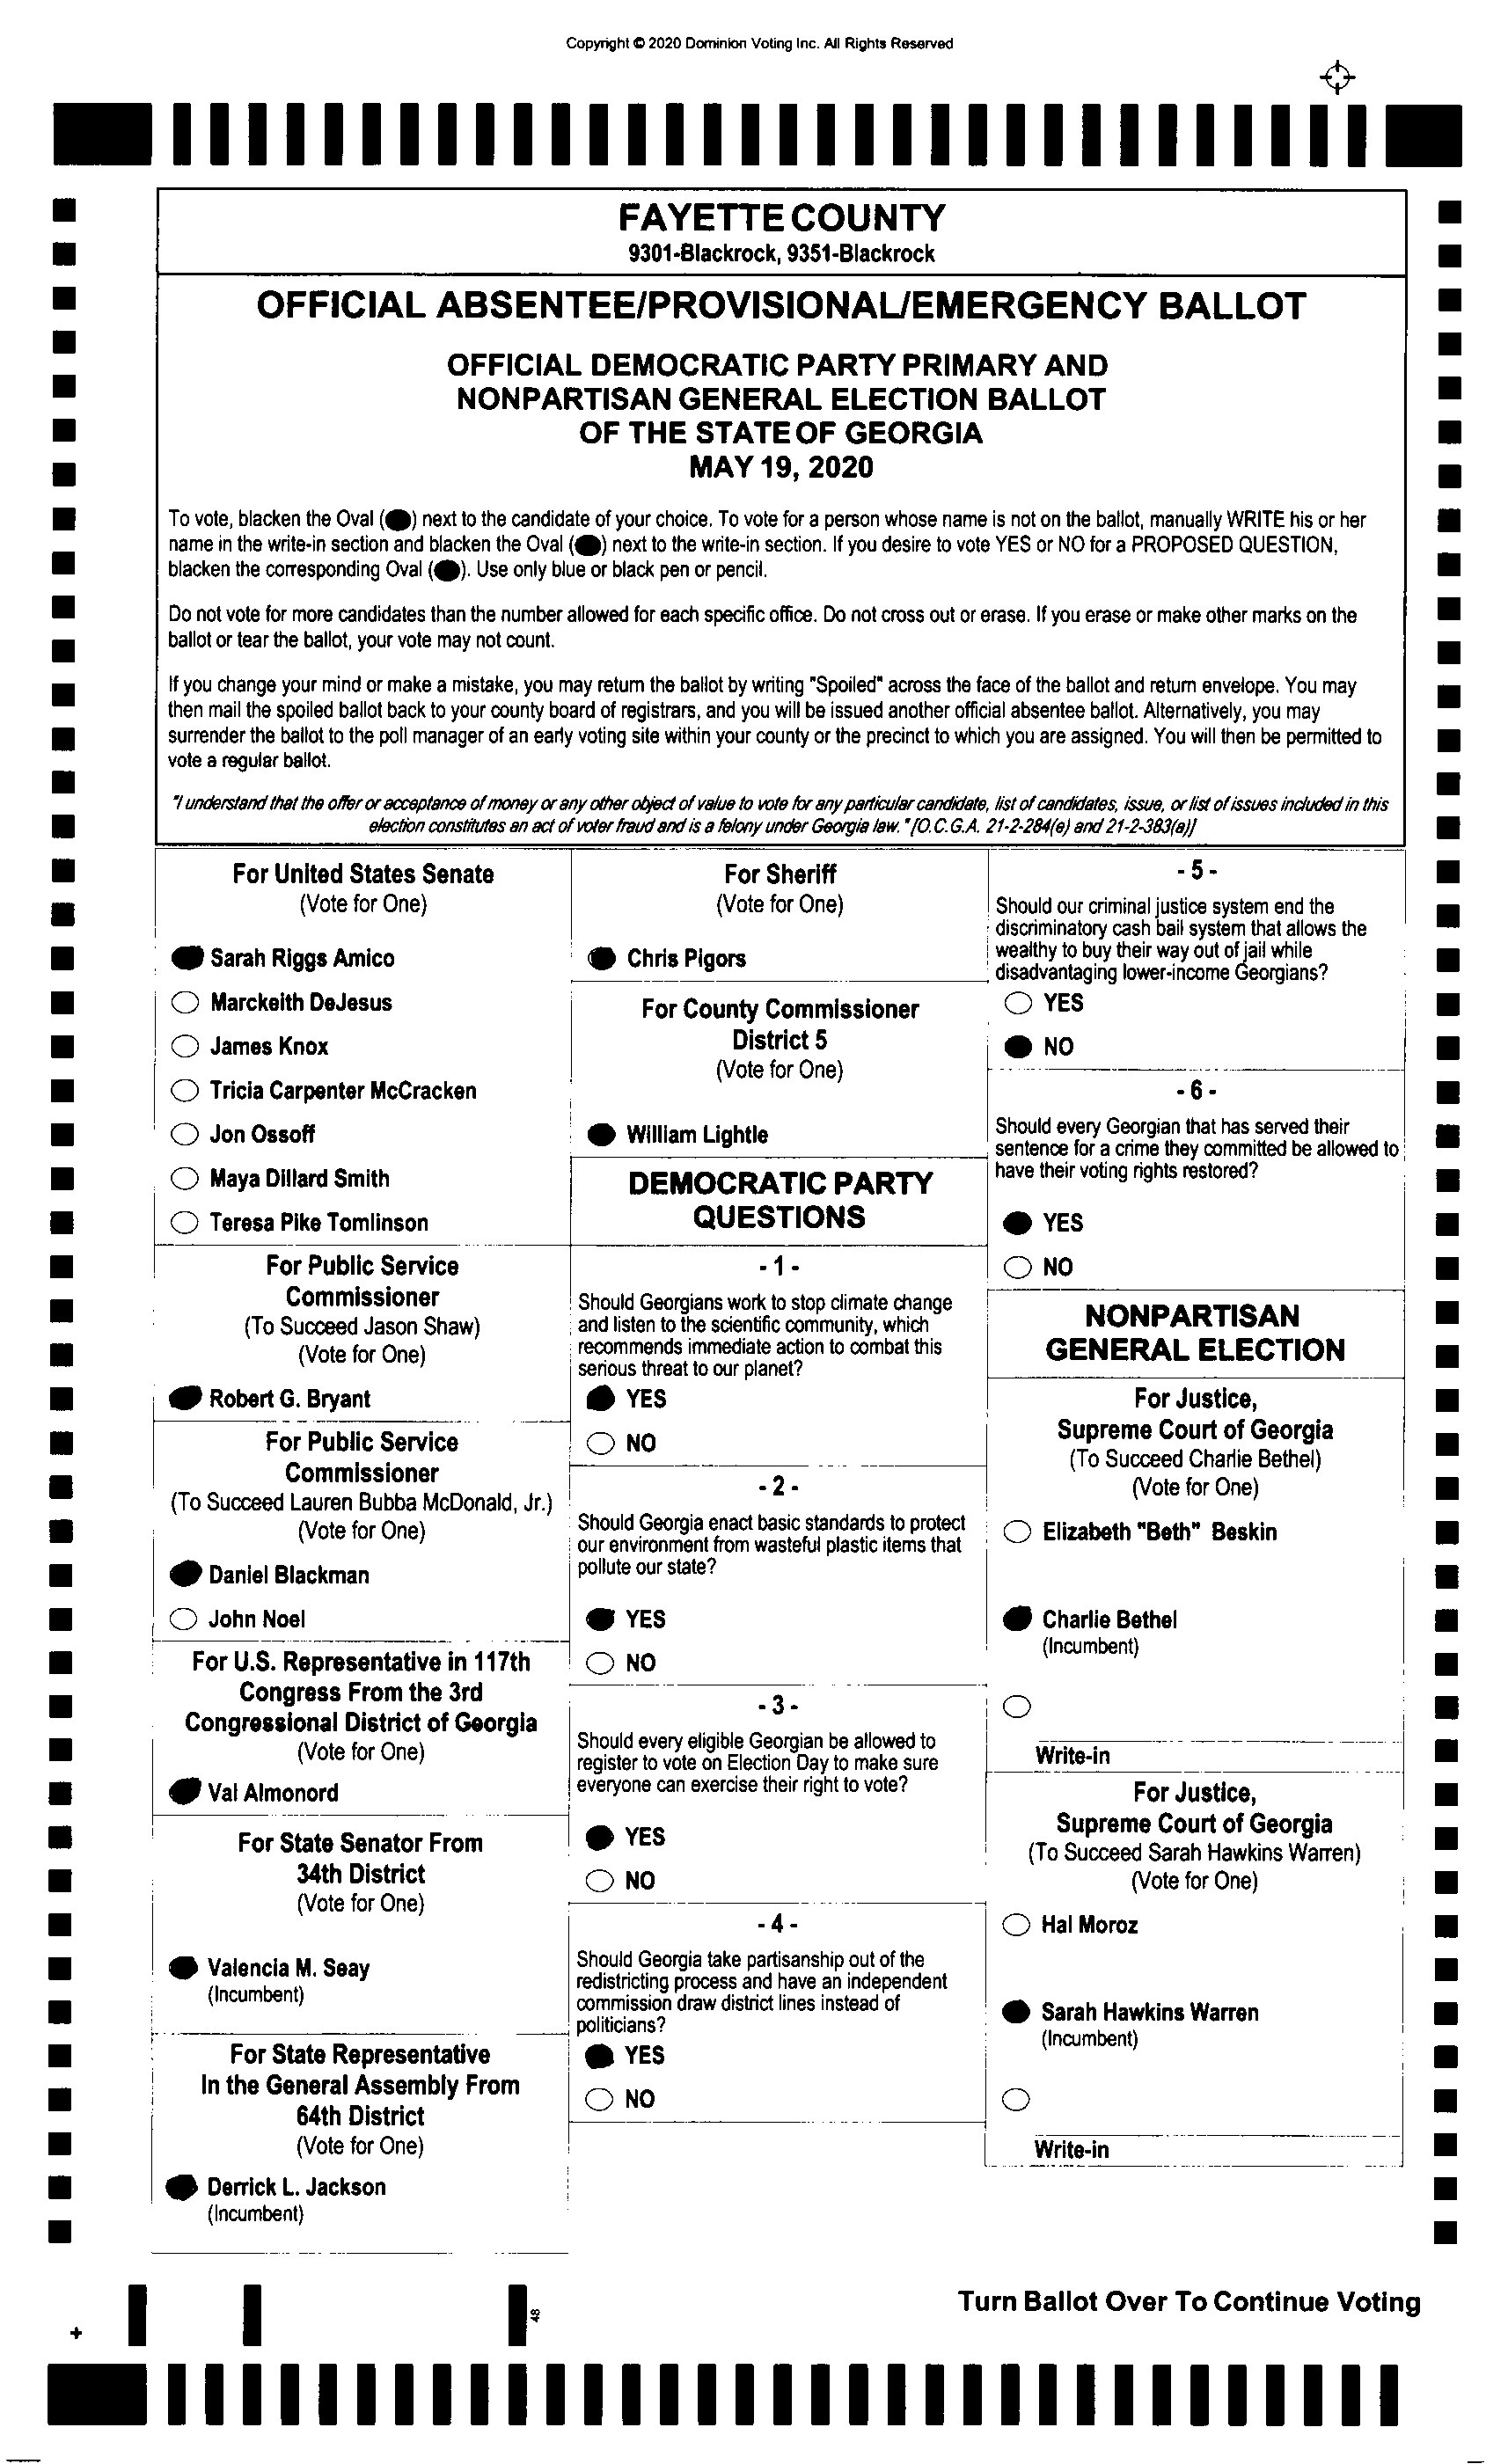 Copyright © 2020 Dominion Voting Inc. All Rights Reserved
FAYETTE COUNTY
9301-Blackrock, 9351-Blackrock
OFFICIAL ABSENTEE/PROVISIONAL/EMERGENCY BALLOT
OFFICIAL DEMOCRATIC PARTY PRIMARY AND
NONPARTISAN GENERAL ELECTION BALLOT
OF THE STATE OF GEORGIA
MAY 19, 2020
To vote, blacken the Oval () next to the candidate of your choice. To vote for a person whose name is not on the ballot, manually WRITE his or her
name in the write-in section and blacken the Oval () next to the write-in section. If you desire to vote YES or NO for a PROPOSED QUESTION,
blacken the corresponding Oval (). Use only blue or black pen or pencil.
Do not vote for more candidates than the number allowed for each specific office. Do not cross out or erase. If you erase or make other marks on the
ballot or tear the ballot, your vote may not count.
If you change your mind or make a mistake, you may return the ballot by writing "Spoiled" across the face of the ballot and return envelope. You may
then mail the spoiled ballot back to your county board of registrars, and you will be issued another official absentee ballot. Alternatively, you may
surrender the ballot to the poll manager of an early voting site within your county or the precinct to which you are assigned. You will then be permitted to
vote a regular ballot.
"I understand that the offer or acceptance of money or any other object of value to vote for any particular candidate, list of candidates, issue, or list of issues included in this
election constitutes an act of voter fraud and is a felony under Georgia law." [O.C.G.A. 21-2-284(e) and 21-2-383(a)]
For United States Senate
(Vote for One)
Sarah Riggs Amico
Marckeith DeJesus
James Knox
Tricia Carpenter McCracken
Jon Ossoff
Maya Dillard Smith
Teresa Pike Tomlinson
For Public Service
Commissioner
(To Succeed Jason Shaw)
(Vote for One)
Robert G. Bryant
For Public Service
Commissioner
(To Succeed Lauren Bubba McDonald, Jr.)
(Vote for One)
Daniel Blackman
John Noel
For U.S. Representative in 117th
Congress From the 3rd
Congressional District of Georgia
(Vote for One)
Val Almonord
For State Senator From
34th District
(Vote for One)
Valencia M. Seay
(Incumbent)
For State Representative
In the General Assembly From
64th District
(Vote for One)
Derrick L. Jackson
(Incumbent)
For Sheriff
(Vote for One)
Chris Pigors
For County Commissioner
District 5
(Vote for One)
William Lightle
DEMOCRATIC PARTY
QUESTIONS
- 1 -
Should Georgians work to stop climate change
and listen to the scientific community, which
recommends immediate action to combat this
serious threat to our planet?
YES
NO
- 2 -
Should Georgia enact basic standards to protect
our environment from wasteful plastic items that
pollute our state?
YES
NO
- 3 -
Should every eligible Georgian be allowed to
register to vote on Election Day to make sure
everyone can exercise their right to vote?
YES
NO
- 4 -
Should Georgia take partisanship out of the
redistricting process and have an independent
commission draw district lines instead of
politicians?
YES
NO
- 5 -
Should our criminal justice system end the
discriminatory cash bail system that allows the
wealthy to buy their way out of jail while
disadvantaging lower-income Georgians?
YES
NO
- 6 -
Should every Georgian that has served their
sentence for a crime they committed be allowed to
have their voting rights restored?
YES
NO
NONPARTISAN
GENERAL ELECTION
For Justice,
Supreme Court of Georgia
(To Succeed Charlie Bethel)
(Vote for One)
Elizabeth "Beth" Beskin
Charlie Bethel
(Incumbent)
Write-in
For Justice,
Supreme Court of Georgia
(To Succeed Sarah Hawkins Warren)
(Vote for One)
Hal Moroz
Sarah Hawkins Warren
(Incumbent)
Write-in
48
Turn Ballot Over To Continue Voting